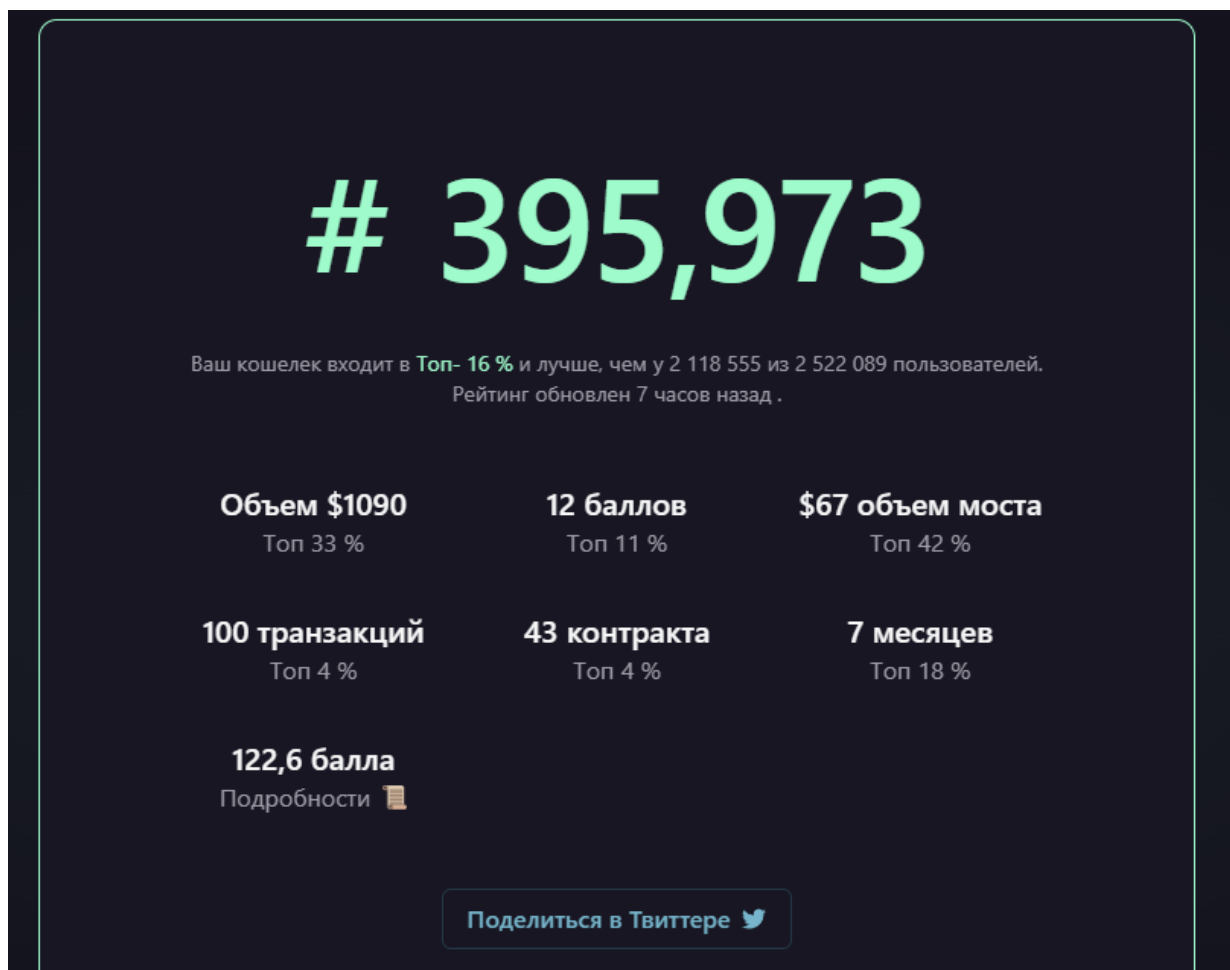 # 395,973
Ваш кошелек входит в Топ- 16 % и лучше, чем у 2 118 555 из 2 522 089 пользователей.
Рейтинг обновлен 7 часов назад .
Объем $1090
Топ 33 %
12 баллов
Топ 11 %
$67 объем моста
Топ 42 %
100 транзакций
Топ 4 %
43 контракта
Топ 4 %
7 месяцев
Топ 18 %
122,6 балла
Подробности 📜
Поделиться в Твиттере